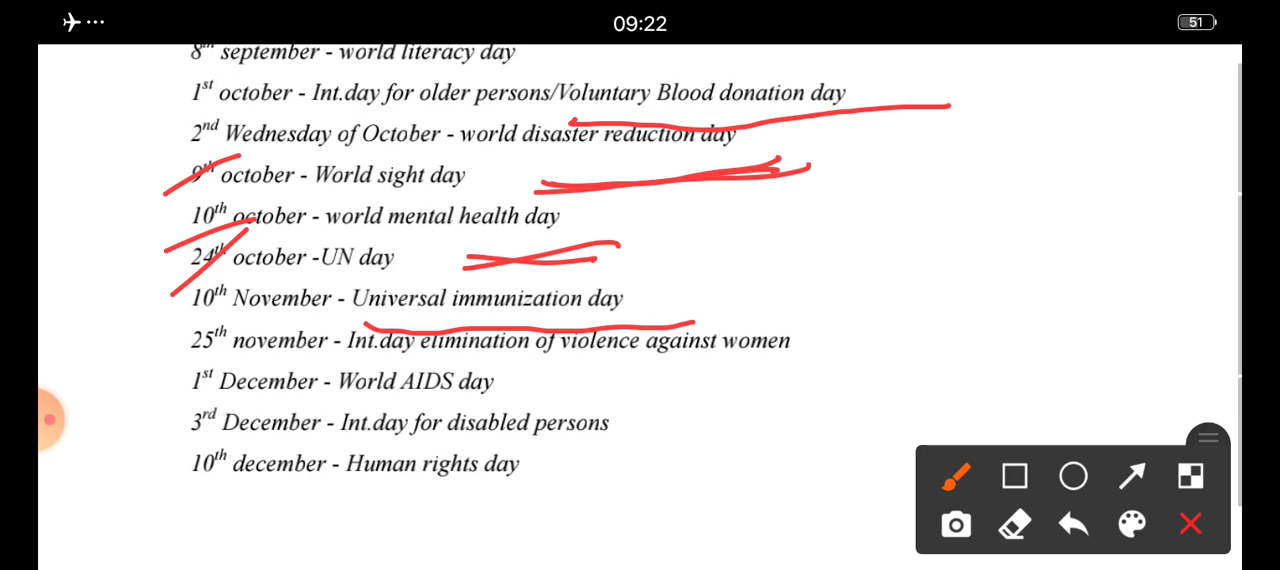 09:22
51
8th september - world literacy day
1st october - Int.day for older persons/Voluntary Blood donation day
2nd Wednesday of October - world disaster reduction day
9th october - World sight day
10th october - world mental health day
24th october -UN day
10th November - Universal immunization day
25th november - Int.day elimination of violence against women
1st December - World AIDS day
3rd December - Int.day for disabled persons
10th december - Human rights day